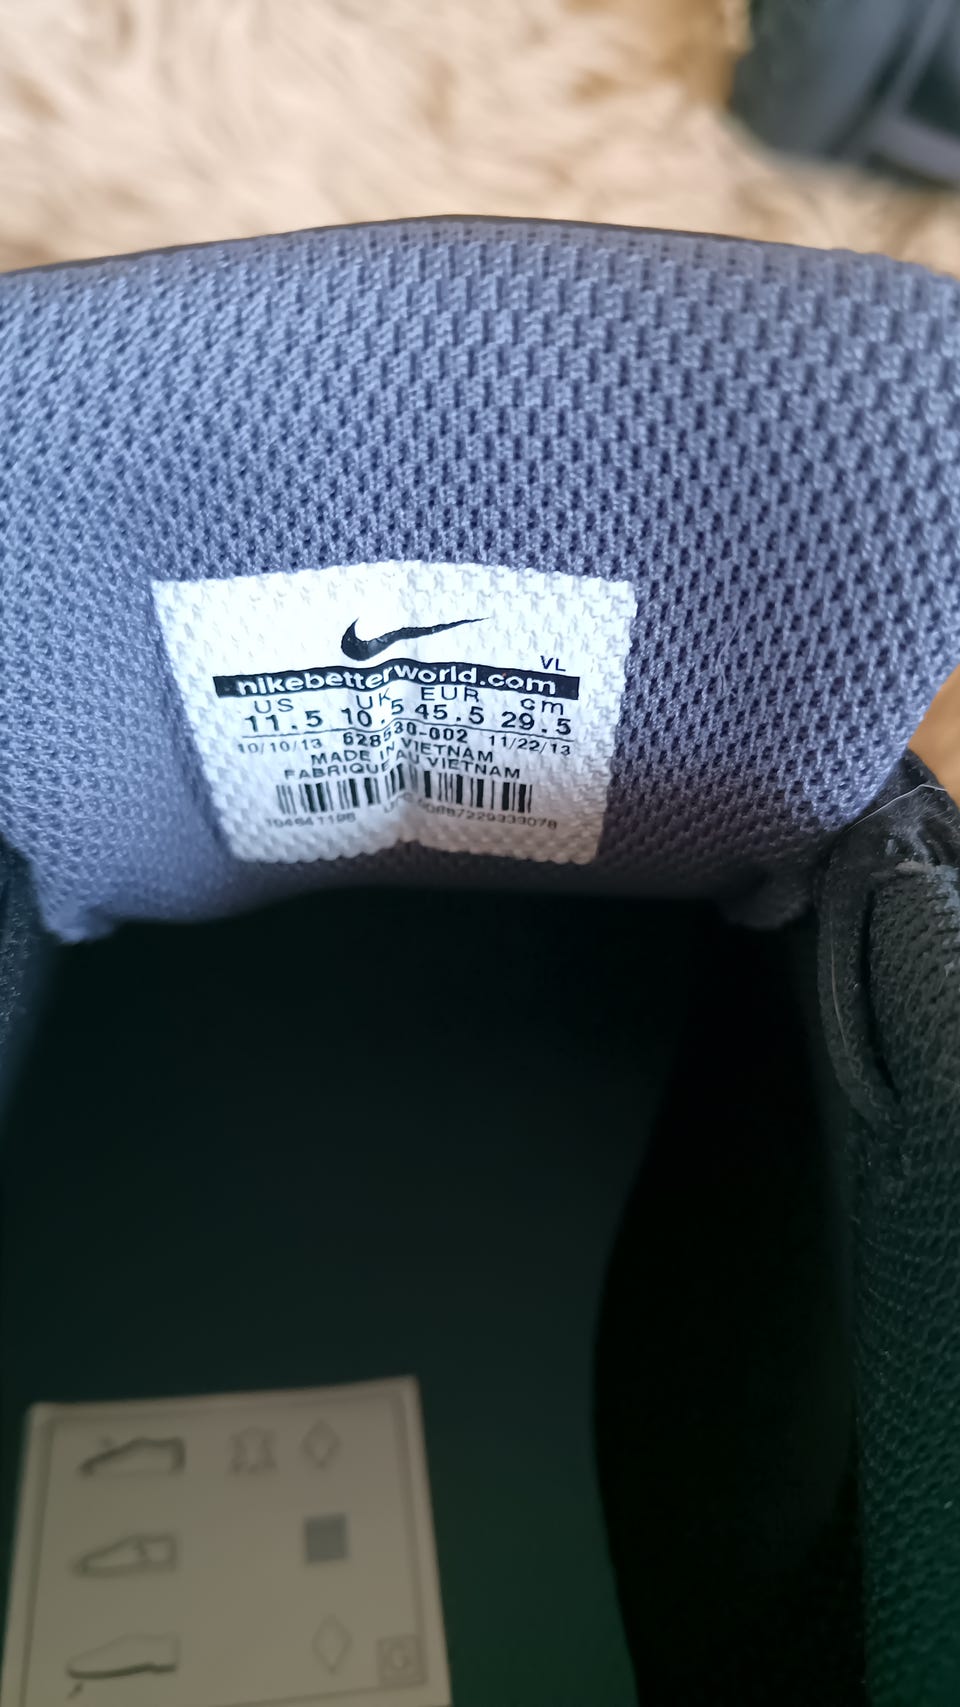 VL
nikebetterworld.com
US UK EUR cm
11.5 10.5 45.5 29.5
10/10/13 628530-002 11/22/13
MADE IN VIETNAM
FABRIQUE AU VIETNAM
G